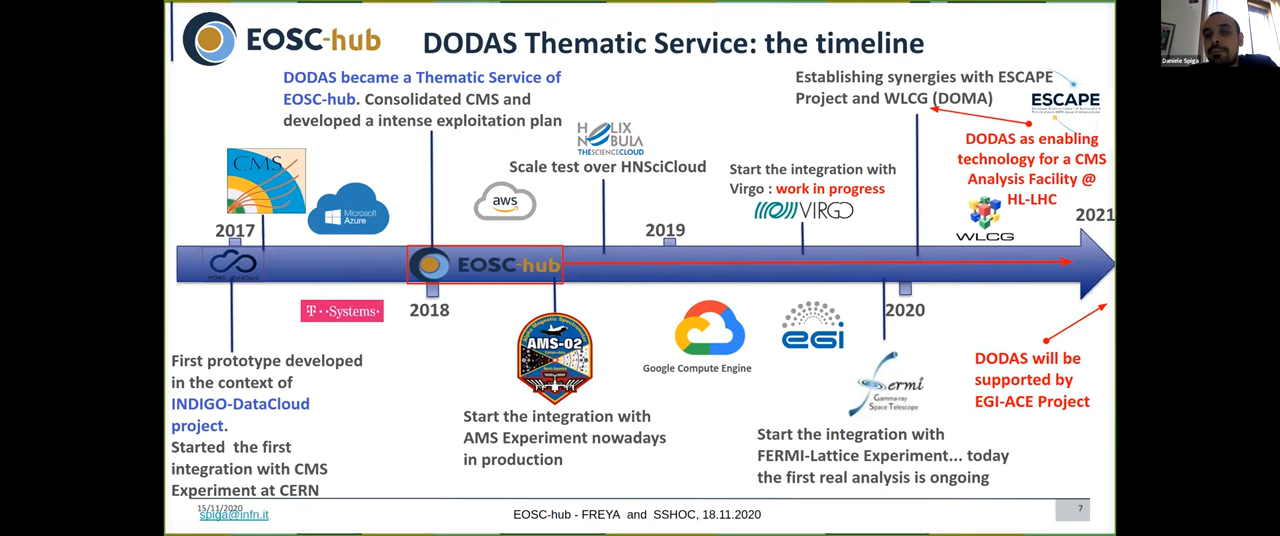 EOSC-hub
DODAS Thematic Service: the timeline
Daniele Spiga
DODAS became a Thematic Service of
EOSC-hub. Consolidated CMS and
developed a intense exploitation plan
Establishing synergies with ESCAPE
Project and WLCG (DOMA)
ESCAPE
HELIX
NEBULA
THE SCIENCE CLOUD
Scale test over HNSciCloud
DODAS as enabling
technology for a CMS
Analysis Facility @
HL-LHC
CMS
Microsoft
Azure
aws
Start the integration with
Virgo : work in progress
VIRGO
WLCG
2017
2019
2021
EOSC-hub
T··Systems·
2018
2020
AMS-02
Google Compute Engine
egi
Fermi
Gamma-ray
Space Telescope
First prototype developed
in the context of
INDIGO-DataCloud
project.
Started the first
integration with CMS
Experiment at CERN
Start the integration with
AMS Experiment nowadays
in production
Start the integration with
FERMI-Lattice Experiment... today
the first real analysis is ongoing
DODAS will be
supported by
EGI-ACE Project
15/11/2020
spiga@infn.it
EOSC-hub - FREYA and SSHOC, 18.11.2020
7